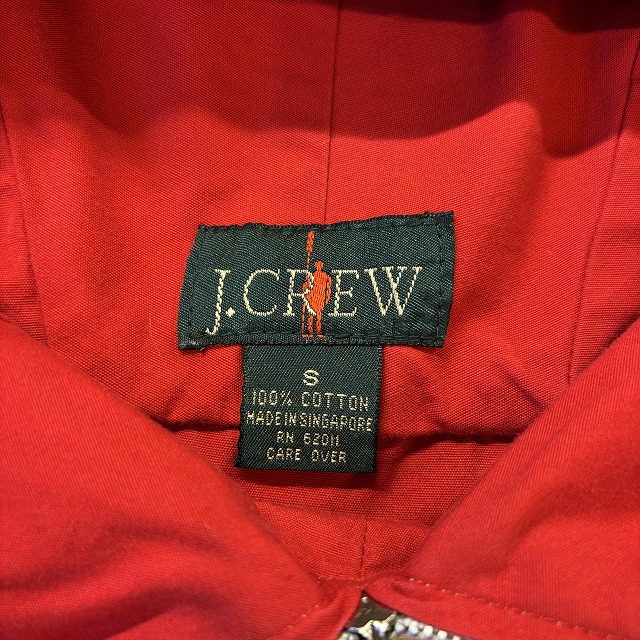 J.CREW
S
100% COTTON
MADE IN SINGAPORE
RN 62011
CARE OVER